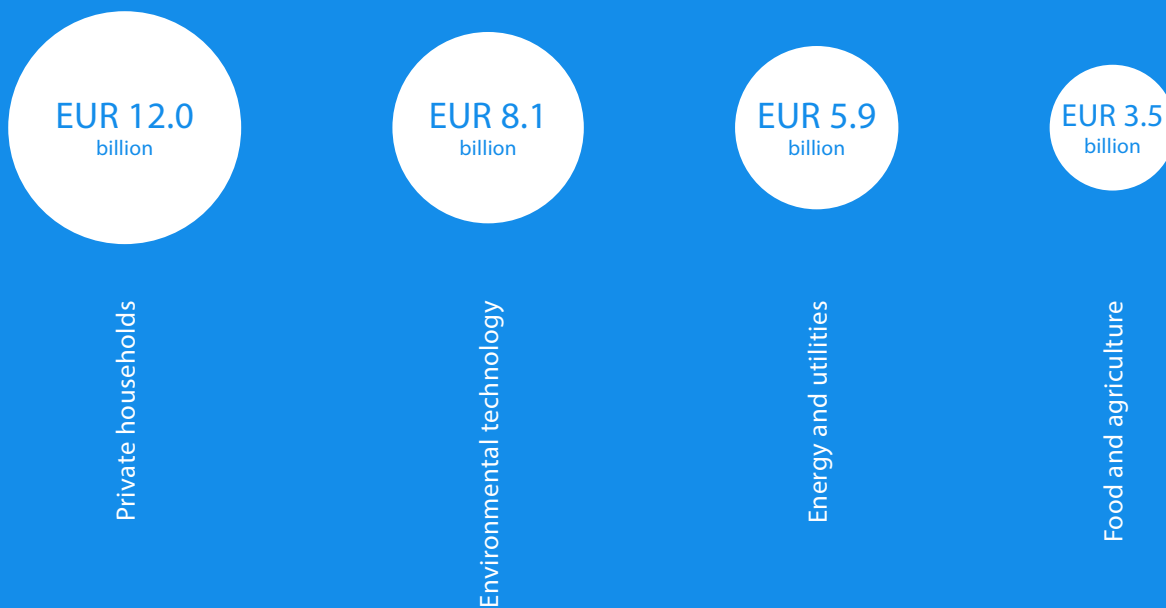 EUR 12.0
billion
EUR 8.1
billion
EUR 5.9
billion
EUR 3.5
billion
Private households
Environmental technology
Energy and utilities
Food and agriculture